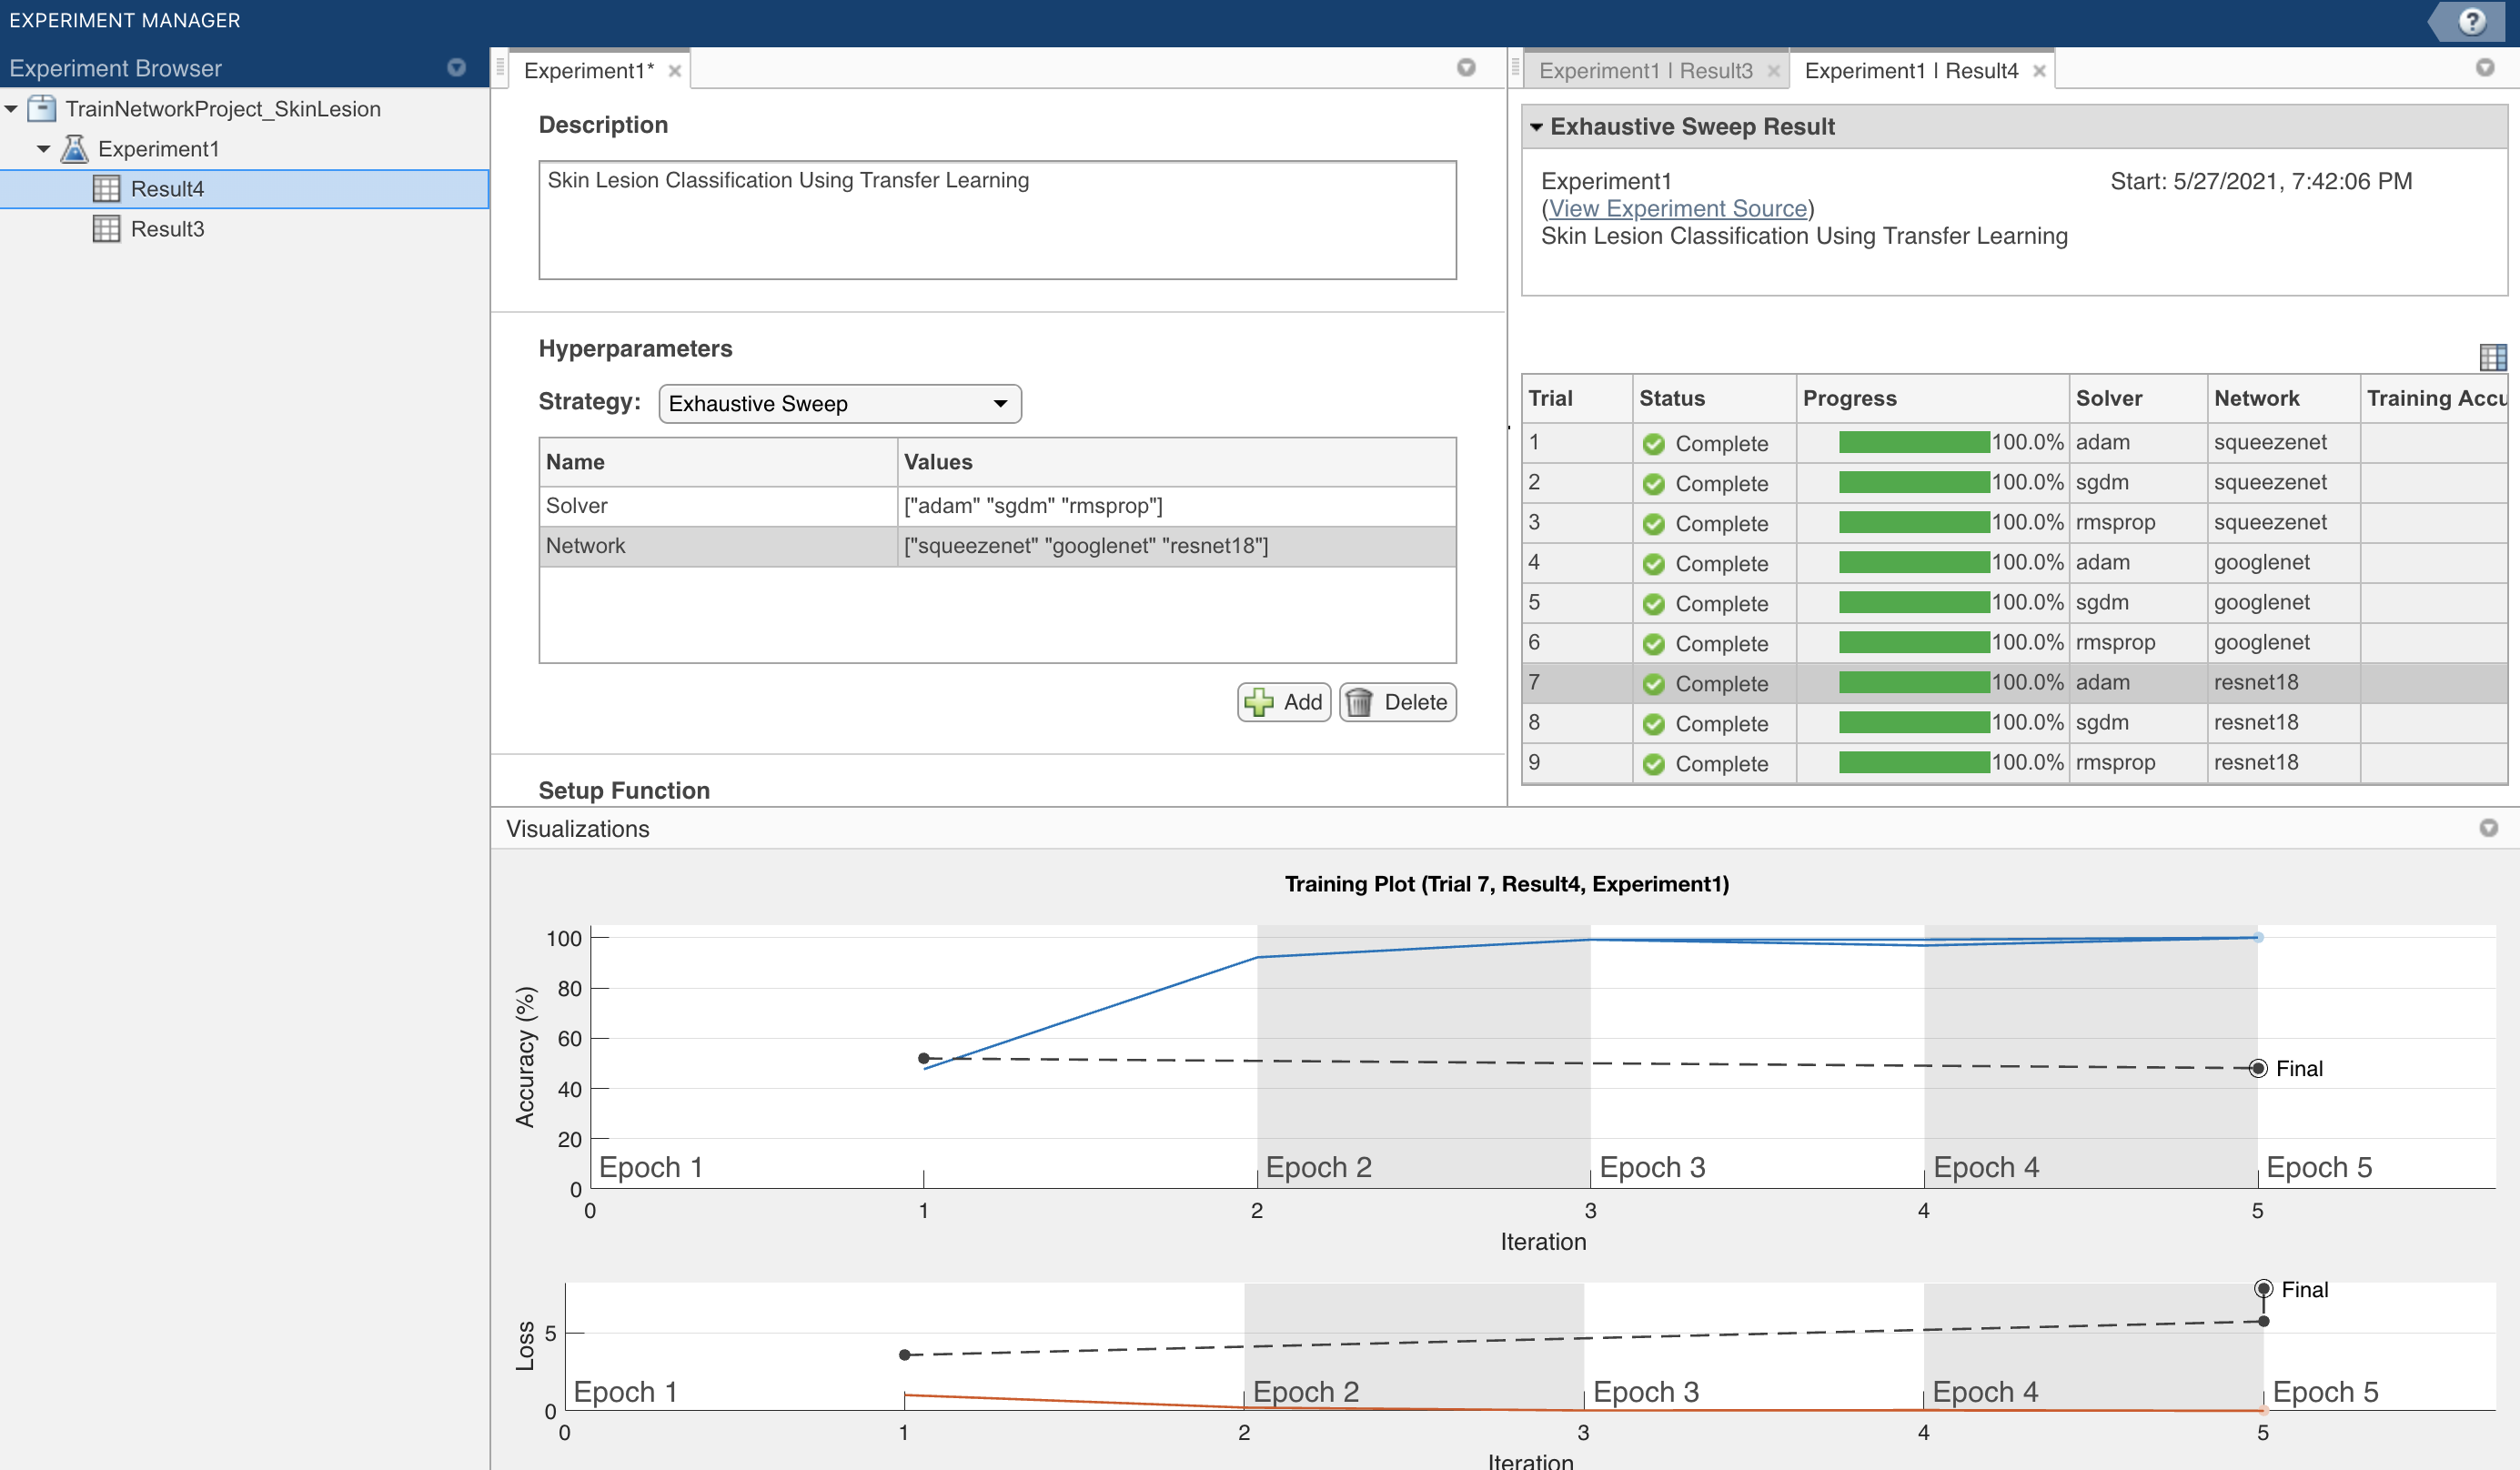 EXPERIMENT MANAGER
Experiment Browser
TrainNetworkProject_SkinLesion
Experiment1
Result4
Result3
Experiment1*
Description
Skin Lesion Classification Using Transfer Learning
Hyperparameters
Strategy: Exhaustive Sweep
Name Values
Solver ["adam" "sgdm" "rmsprop"]
Network ["squeezenet" "googlenet" "resnet18"]
Add Delete
Setup Function
Experiment1 | Result3 Experiment1 | Result4
Exhaustive Sweep Result
Experiment1 Start: 5/27/2021, 7:42:06 PM
(View Experiment Source)
Skin Lesion Classification Using Transfer Learning
Trial Status Progress Solver Network Training Accu
1 Complete 100.0% adam squeezenet
2 Complete 100.0% sgdm squeezenet
3 Complete 100.0% rmsprop squeezenet
4 Complete 100.0% adam googlenet
5 Complete 100.0% sgdm googlenet
6 Complete 100.0% rmsprop googlenet
7 Complete 100.0% adam resnet18
8 Complete 100.0% sgdm resnet18
9 Complete 100.0% rmsprop resnet18
Visualizations
Training Plot (Trial 7, Result4, Experiment1)
Accuracy (%)
100
80
60
40
20
0
Final
Epoch 1 Epoch 2 Epoch 3 Epoch 4 Epoch 5
0 1 2 3 4 5
Iteration
Loss
5
0
Final
Epoch 1 Epoch 2 Epoch 3 Epoch 4 Epoch 5
0 1 2 3 4 5
Iteration